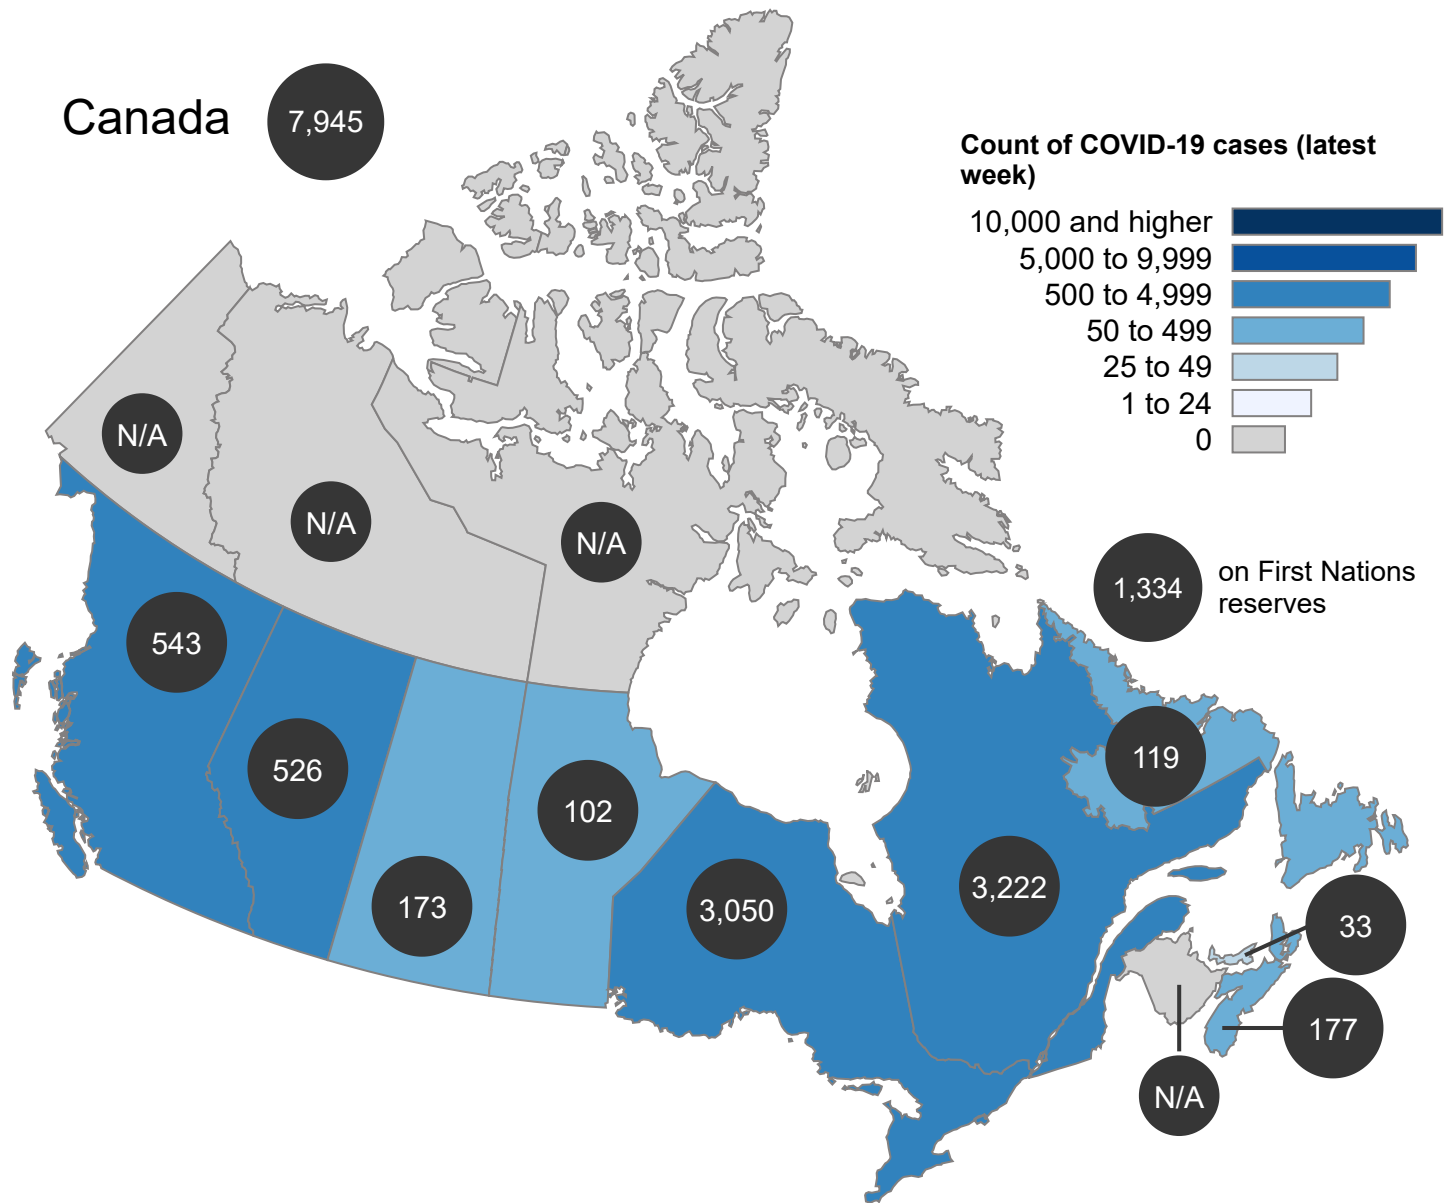 Canada
7,945
Count of COVID-19 cases (latest
week)
10,000 and higher
5,000 to 9,999
500 to 4,999
50 to 499
25 to 49
1 to 24
0
N/A
N/A
N/A
1,334
on First Nations
reserves
543
526
173
102
3,050
3,222
119
33
177
N/A